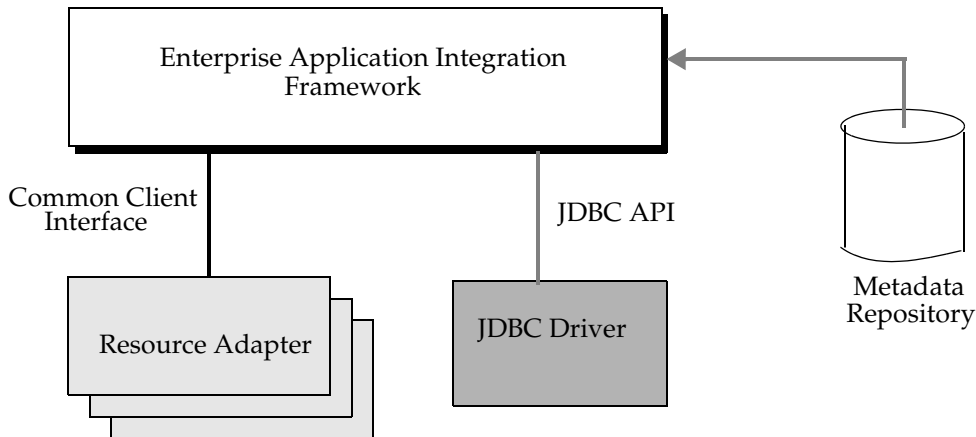 Enterprise Application Integration
Framework
Common Client
Interface
JDBC API
Metadata
Repository
Resource Adapter
JDBC Driver